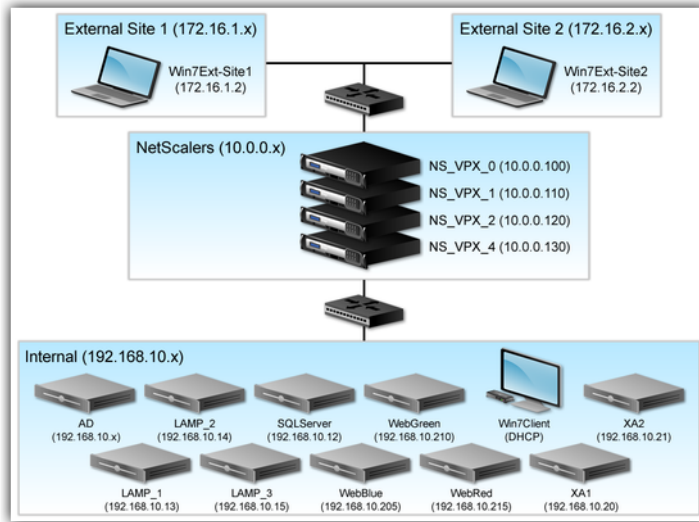 External Site 1 (172.16.1.x)
External Site 2 (172.16.2.x)
Win7Ext-Site1
(172.16.1.2)
Win7Ext-Site2
(172.16.2.2)
NetScalers (10.0.0.x)
NS_VPX_0 (10.0.0.100)
NS_VPX_1 (10.0.0.110)
NS_VPX_2 (10.0.0.120)
NS_VPX_4 (10.0.0.130)
Internal (192.168.10.x)
AD
(192.168.10.x)
LAMP_2
(192.168.10.14)
SQLServer
(192.168.10.12)
WebGreen
(192.168.10.210)
Win7Client
(DHCP)
XA2
(192.168.10.21)
LAMP_1
(192.168.10.13)
LAMP_3
(192.168.10.15)
WebBlue
(192.168.10.205)
WebRed
(192.168.10.215)
XA1
(192.168.10.20)